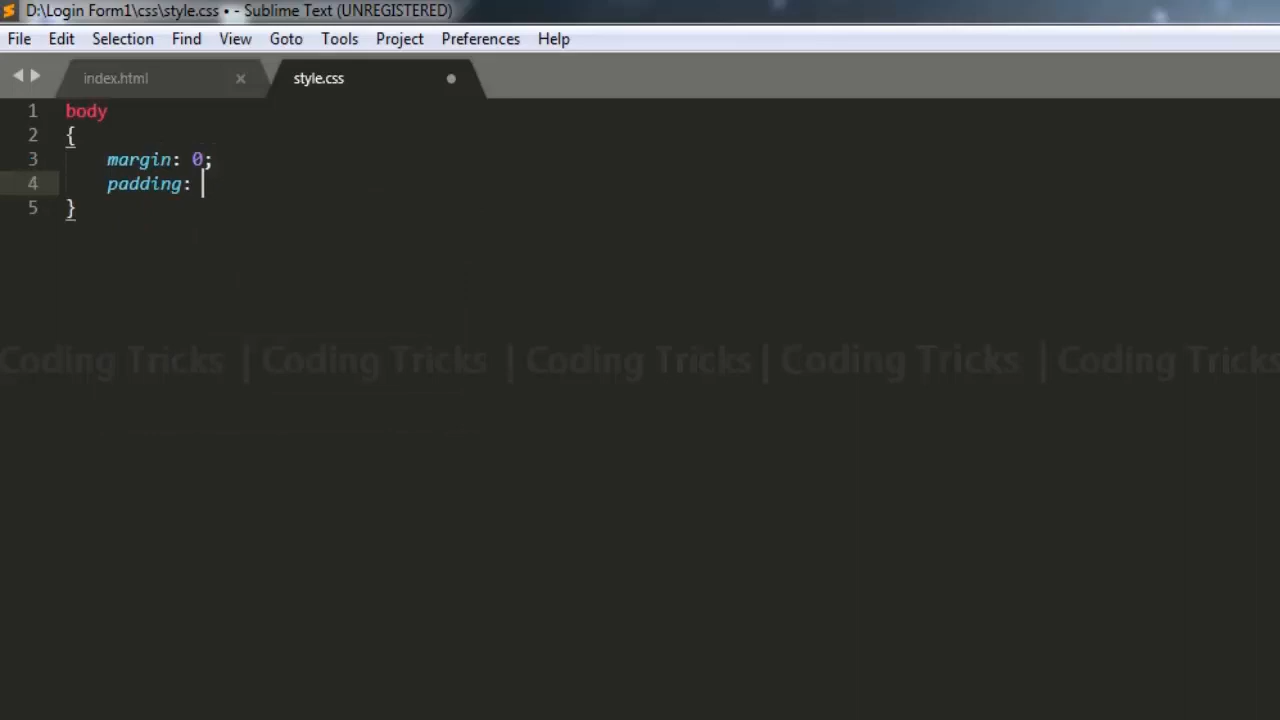 D:\Login Form1\css\style.css • - Sublime Text (UNREGISTERED)
File Edit Selection Find View Goto Tools Project Preferences Help
index.html × style.css
1 body
2 {
3 margin: 0;
4 padding:
5 }
Coding Tricks | Coding Tricks | Coding Tricks | Coding Tricks | Coding Tricks